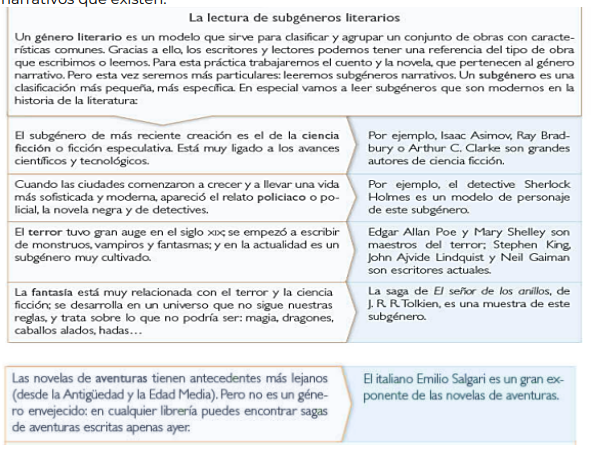 narrativos que existen.
La lectura de subgéneros literarios
Un género literario es un modelo que sirve para clasificar y agrupar un conjunto de obras con caracte-
rísticas comunes. Gracias a ello, los escritores y lectores podemos tener una referencia del tipo de obra
que escribimos o leemos. Para esta práctica trabajaremos el cuento y la novela, que pertenecen al género
narrativo. Pero esta vez seremos más particulares: leeremos subgéneros narrativos. Un subgénero es una
clasificación más pequeña, más específica. En especial vamos a leer subgéneros que son modernos en la
historia de la literatura:
El subgénero de más reciente creación es el de la ciencia
ficción o ficción especulativa. Está muy ligado a los avances
científicos y tecnológicos.
Por ejemplo, Isaac Asimov, Ray Brad-
bury o Arthur C. Clarke son grandes
autores de ciencia ficción.
Cuando las ciudades comenzaron a crecer y a llevar una vida
más sofisticada y moderna, apareció el relato policiaco o po-
licial, la novela negra y de detectives.
Por ejemplo, el detective Sherlock
Holmes es un modelo de personaje
de este subgénero.
El terror tuvo gran auge en el siglo XIX; se empezó a escribir
de monstruos, vampiros y fantasmas; y en la actualidad es un
subgénero muy cultivado.
Edgar Allan Poe y Mary Shelley son
maestros del terror; Stephen King,
John Ajvide Lindquist y Neil Gaiman
son escritores actuales.
La fantasía está muy relacionada con el terror y la ciencia
ficción; se desarrolla en un universo que no sigue nuestras
reglas, y trata sobre lo que no podría ser: magia, dragones,
caballos alados, hadas...
La saga de El señor de los anillos, de
J. R. R. Tolkien, es una muestra de este
subgénero.
Las novelas de aventuras tienen antecedentes más lejanos
(desde la Antigüedad y la Edad Media). Pero no es un géne-
ro envejecido: en cualquier librería puedes encontrar sagas
de aventuras escritas apenas ayer.
El italiano Emilio Salgari es un gran ex-
ponente de las novelas de aventuras.